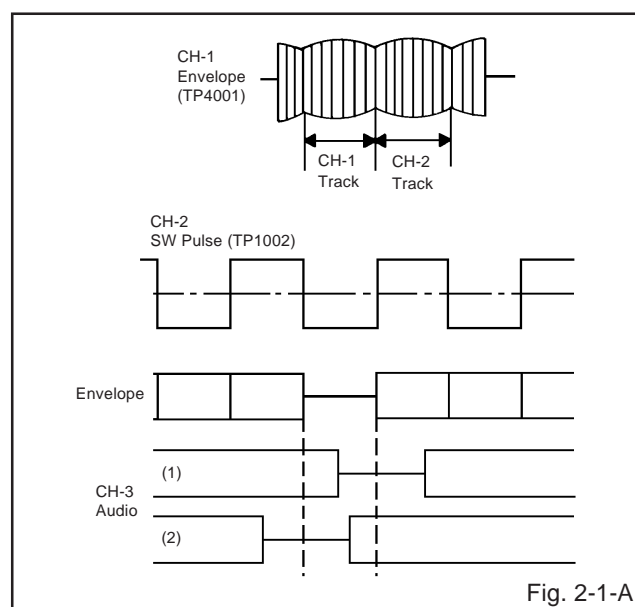 CH-1
Envelope
(TP4001)
CH-1
Track
CH-2
Track
CH-2
SW Pulse (TP1002)
Envelope
(1)
CH-3
Audio
(2)
Fig. 2-1-A